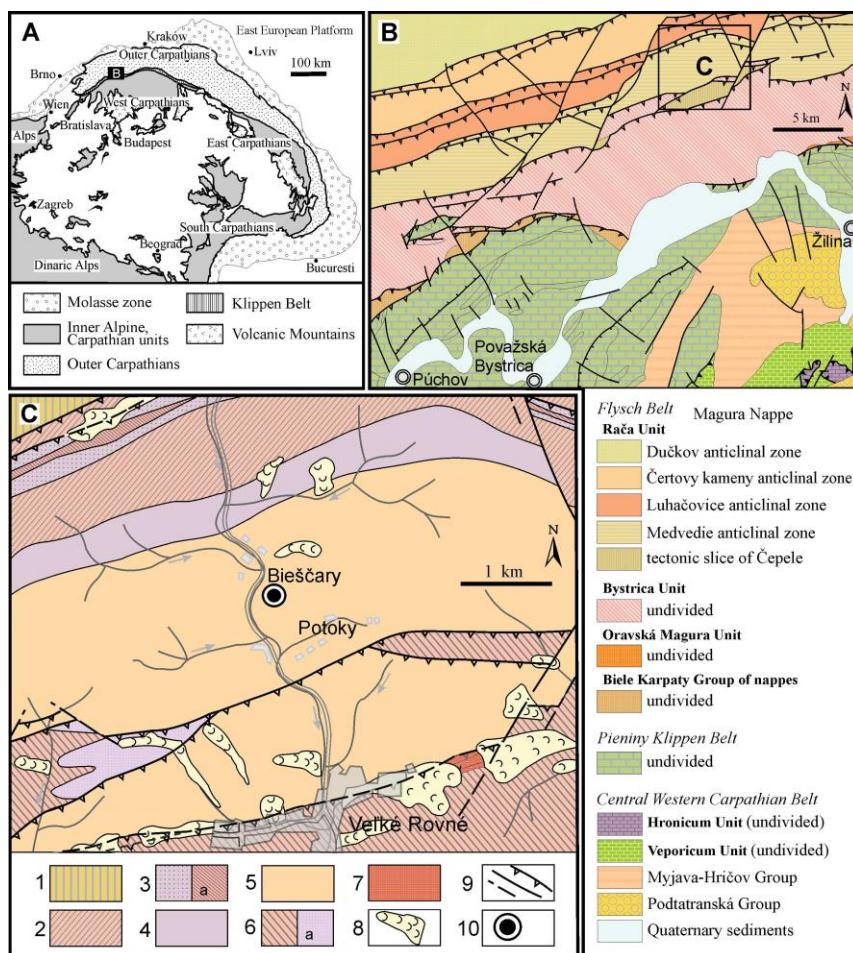 A
Kraków
East European Platform
Outer Carpathians
Lviv
100 km
Brno
B
Wien
West Carpathians
Bratislava
Alps
Budapest
East Carpathians
Zagreb
South Carpathians
Beograd
Dinaric Alps
Bucuresti
Molasse zone
Klippen Belt
Inner Alpine,
Carpathian units
Volcanic Mountains
Outer Carpathians
B
C
N
5 km
Žilina
Považská
Bystrica
Púchov
C
N
1 km
Bieščary
Potoky
Veľké Rovné
1
3
a
5
7
9
2
4
6
a
8
10
Flysch Belt
Magura Nappe
Rača Unit
Dučkov anticlinal zone
Čertovy kameny anticlinal zone
Luhačovice anticlinal zone
Medvedie anticlinal zone
tectonic slice of Čepele
Bystrica Unit
undivided
Oravská Magura Unit
undivided
Biele Karpaty Group of nappes
undivided
Pieniny Klippen Belt
undivided
Central Western Carpathian Belt
Hronicum Unit (undivided)
Veporicum Unit (undivided)
Myjava-Hričov Group
Podtatranská Group
Quaternary sediments